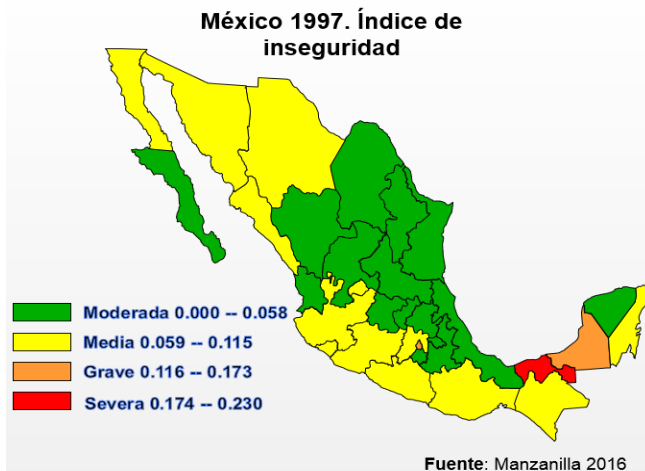 México 1997. Índice de
inseguridad
Moderada 0.000 -- 0.058
Media 0.059 -- 0.115
Grave 0.116 -- 0.173
Severa 0.174 -- 0.230
Fuente: Manzanilla 2016